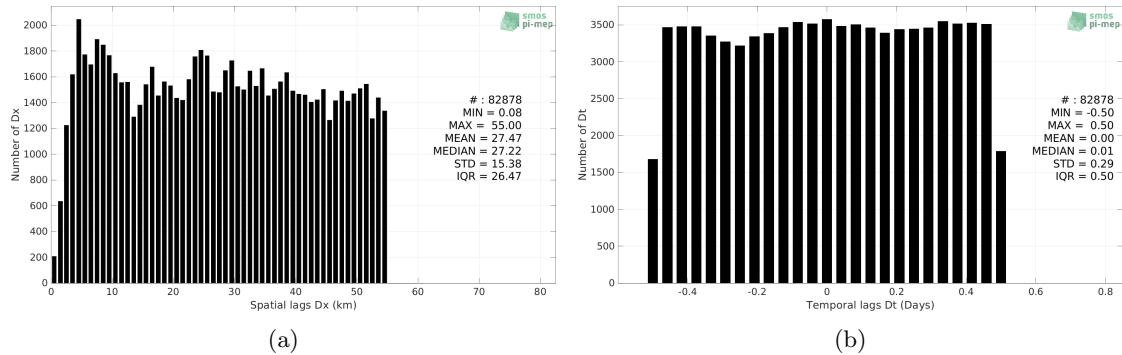 smos
pi-mep
Number of Dx
2000
1800
1600
1400
1200
1000
800
600
400
200
0
# : 82878
MIN = 0.08
MAX = 55.00
MEAN = 27.47
MEDIAN = 27.22
STD = 15.38
IQR = 26.47
0 10 20 30 40 50 60 70 80
Spatial lags Dx (km)
(a)
smos
pi-mep
Number of Dt
3500
3000
2500
2000
1500
1000
500
0
# : 82878
MIN = -0.50
MAX = 0.50
MEAN = 0.00
MEDIAN = 0.01
STD = 0.29
IQR = 0.50
-0.4 -0.2 0 0.2 0.4 0.6 0.8
Temporal lags Dt (Days)
(b)